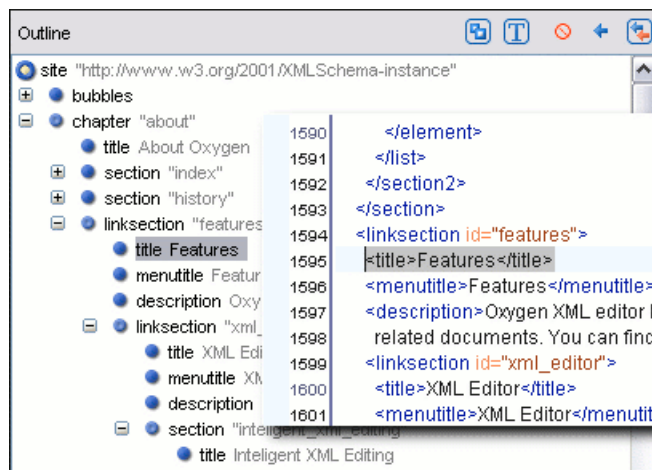 Outline
T
site "http://www.w3.org/2001/XMLSchema-instance"
bubbles
chapter "about"
title About Oxygen
section "index"
section "history"
linksection "features
title Features
menutitle Featur
description Oxy
linksection "xml_
title XML Edi
menutitle XM
description
section "inteligent_xml_editing
title Inteligent XML Editing
1590 </element>
1591 </list>
1592 </section2>
1593 </section>
1594 <linksection id="features">
1595 <title>Features</title>
1596 <menutitle>Features</menutitle>
1597 <description>Oxygen XML editor
1598 related documents. You can find
1599 <linksection id="xml_editor">
1600 <title>XML Editor</title>
1601 <menutitle>XML Editor</menutit